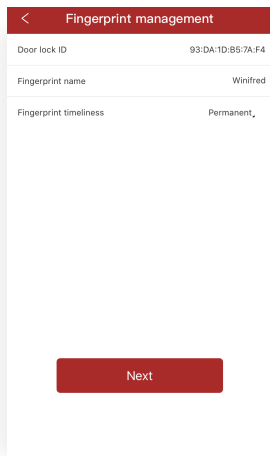 Fingerprint management
Door lock ID 93:DA:1D:B5:7A:F4
Fingerprint name Winifred
Fingerprint timeliness Permanent
Next